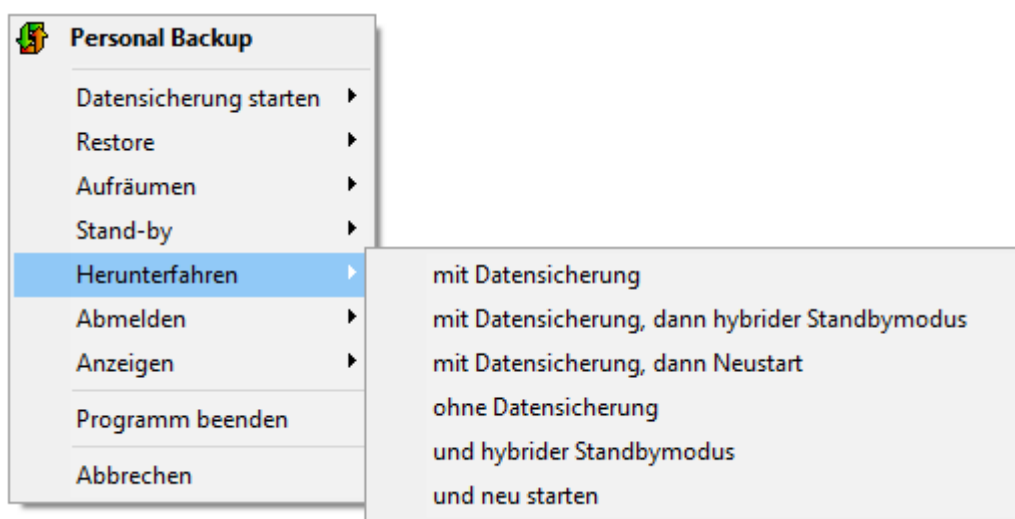 Personal Backup
Datensicherung starten
Restore
Aufräumen
Stand-by
Herunterfahren
Abmelden
Anzeigen
Programm beenden
Abbrechen
mit Datensicherung
mit Datensicherung, dann hybrider Standbymodus
mit Datensicherung, dann Neustart
ohne Datensicherung
und hybrider Standbymodus
und neu starten